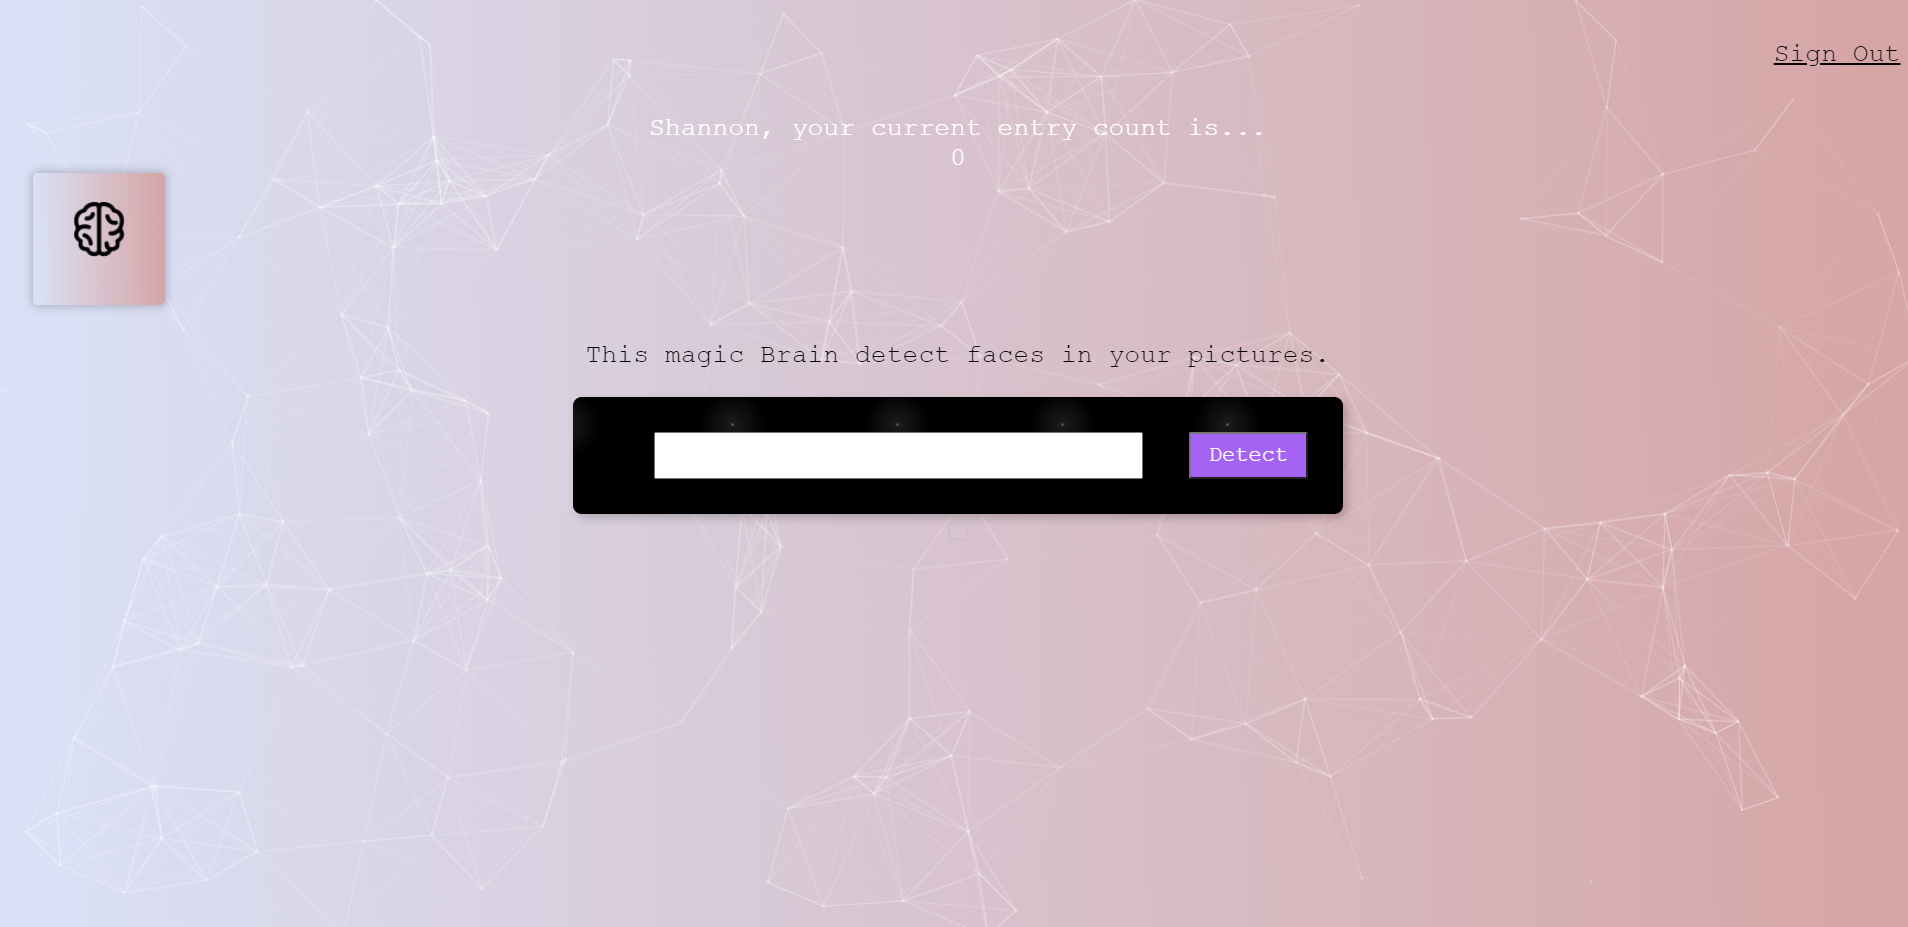 Sign Out
Shannon, your current entry count is...
0
This magic Brain detect faces in your pictures.
Detect